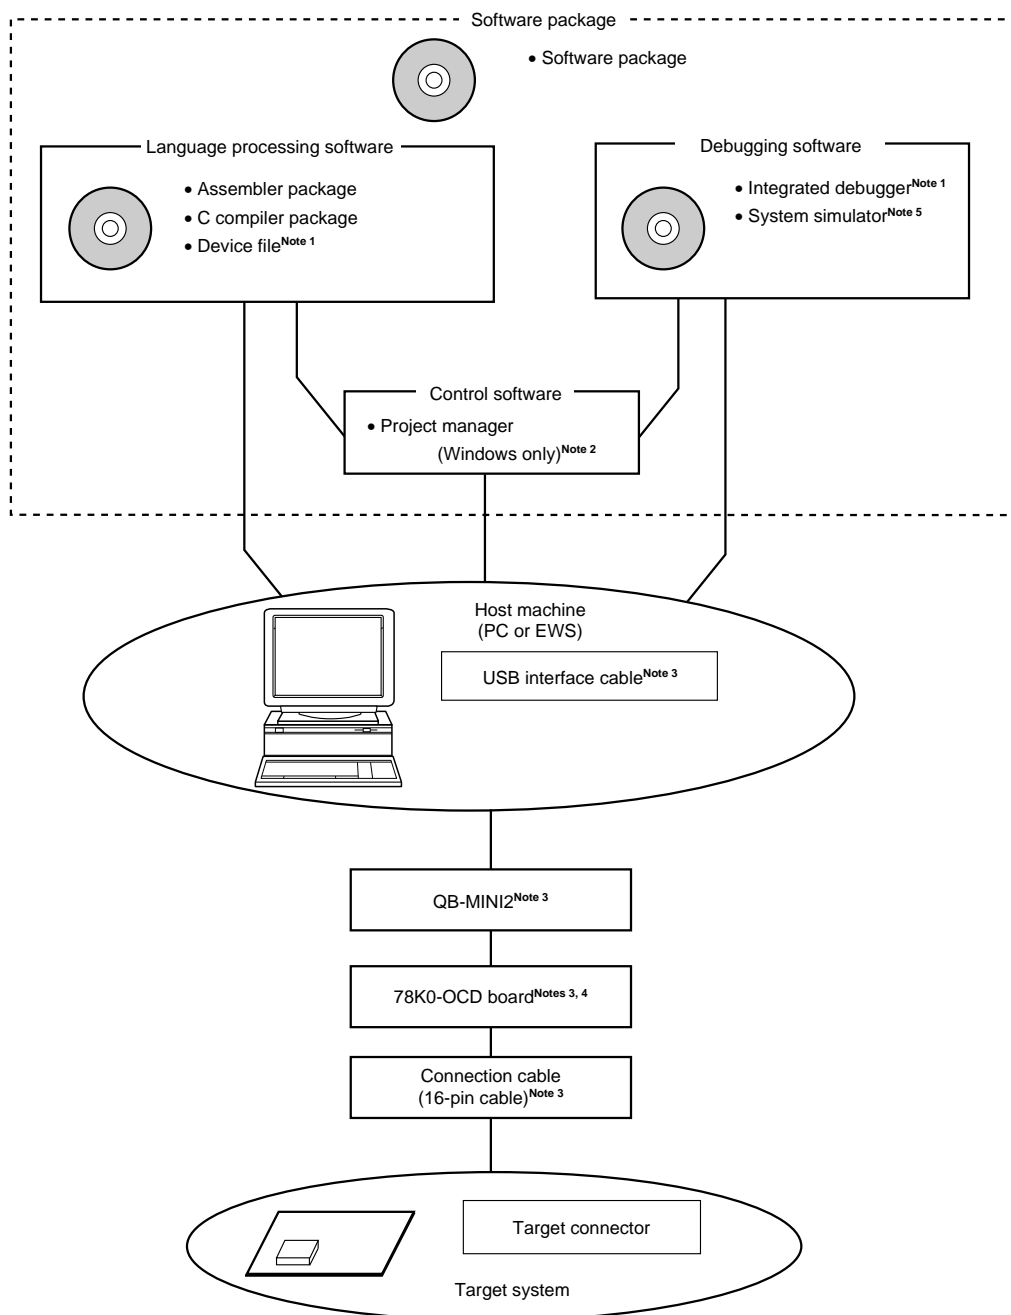 Software package
• Software package
Language processing software
• Assembler package
• C compiler package
• Device fileNote 1
Debugging software
• Integrated debuggerNote 1
• System simulatorNote 5
Control software
• Project manager
(Windows only)Note 2
Host machine
(PC or EWS)
USB interface cableNote 3
QB-MINI2Note 3
78K0-OCD boardNotes 3, 4
Connection cable
(16-pin cable)Note 3
Target connector
Target system